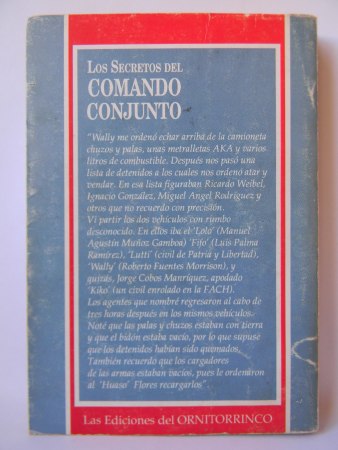 LOS SECRETOS DEL
COMANDO
CONJUNTO
"Wally me ordenó echar arriba de la camioneta
chuzos y palas, unas metralletas AKA y varios
litros de combustible. Después nos pasó una
lista de detenidos a los cuales nos ordenó atar y
vendar. En esa lista figuraban Ricardo Weibel,
Ignacio González, Miguel Angel Rodríguez y
otros que no recuerdo con precisión.
Vi partir los dos vehículos con rumbo
desconocido. En ellos iba el 'Lolo' (Manuel
Agustín Muñoz Gamboa) 'Fifo' (Luis Palma
Ramírez), 'Lutti' (civil de Patria y Libertad),
'Wally' (Roberto Fuentes Morrison), y
quizás, Jorge Cobos Manríquez, apodado
'Kiko' (un civil enrolado en la FACH).
Los agentes que nombré regresaron al cabo de
tres horas después en los mismos vehículos.
Noté que las palas y chuzos estaban con tierra
y que el bidón estaba vacío, por lo que supuse
que los detenidos habían sido quemados.
También recuerdo que los cargadores
de las armas estaban vacíos, pues le ordenaron
al 'Huaso' Flores recargarlos".
Las Ediciones del ORNITORRINCO